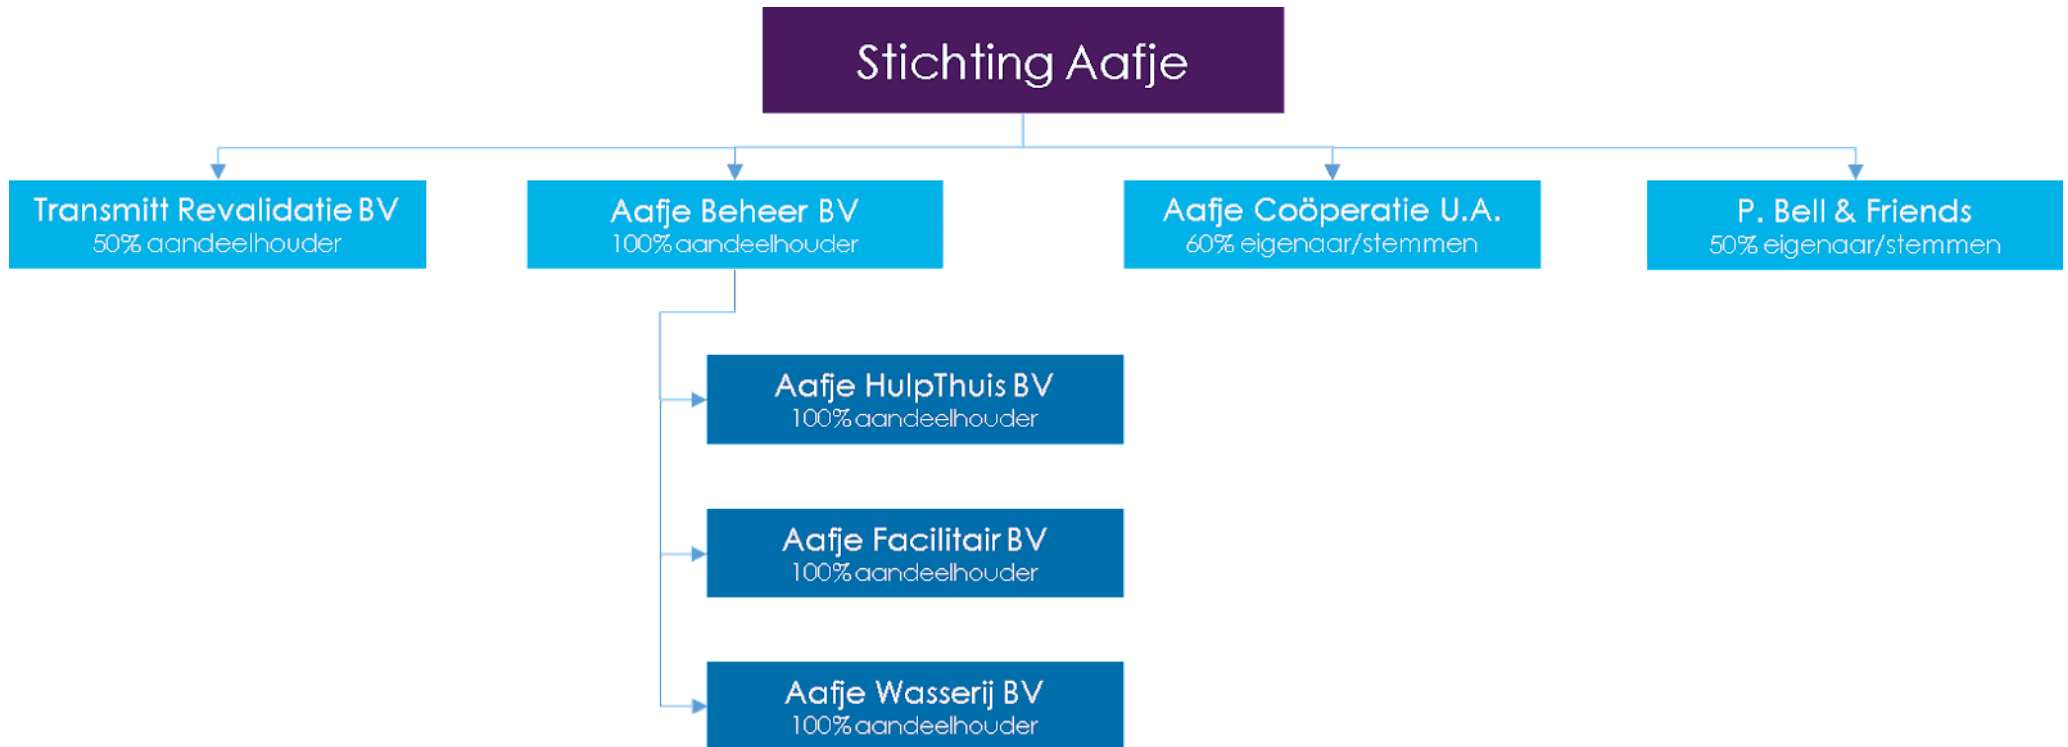 Stichting Aafje
Transmitt Revalidatie BV
50% aandeelhouder
Aafje Beheer BV
100% aandeelhouder
Aafje Coöperatie U.A.
60% eigenaar/stemmen
P. Bell & Friends
50% eigenaar/stemmen
Aafje HulpThuis BV
100% aandeelhouder
Aafje Facilitair BV
100% aandeelhouder
Aafje Wasserij BV
100% aandeelhouder